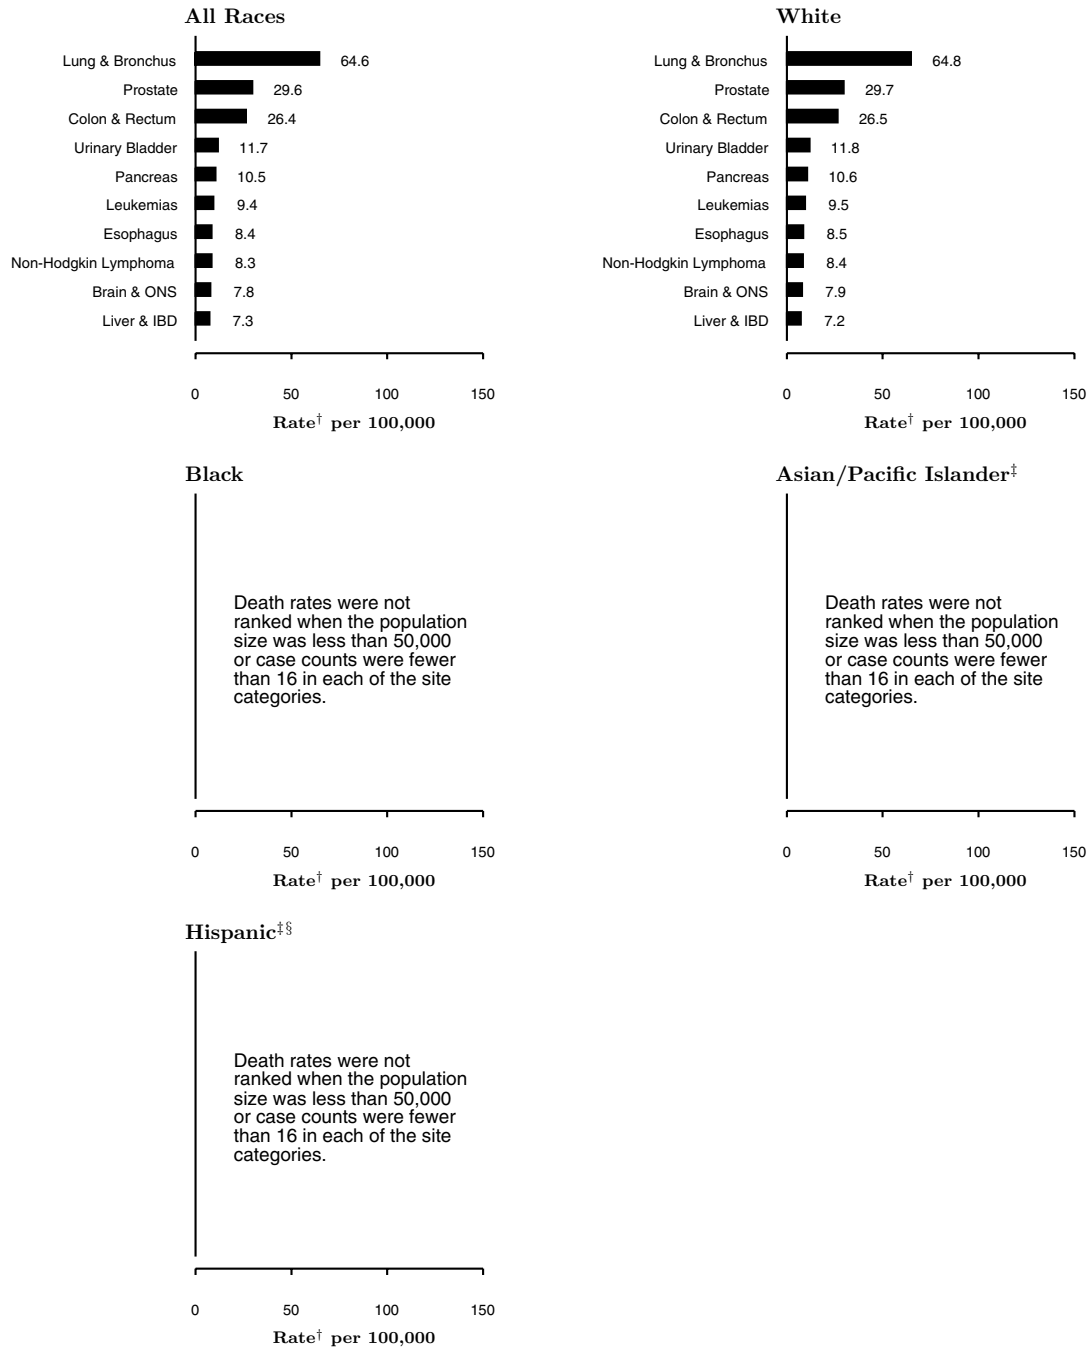 All Races
Lung & Bronchus 64.6
Prostate 29.6
Colon & Rectum 26.4
Urinary Bladder 11.7
Pancreas 10.5
Leukemias 9.4
Esophagus 8.4
Non-Hodgkin Lymphoma 8.3
Brain & ONS 7.8
Liver & IBD 7.3
0 50 100 150
Rate† per 100,000
White
Lung & Bronchus 64.8
Prostate 29.7
Colon & Rectum 26.5
Urinary Bladder 11.8
Pancreas 10.6
Leukemias 9.5
Esophagus 8.5
Non-Hodgkin Lymphoma 8.4
Brain & ONS 7.9
Liver & IBD 7.2
0 50 100 150
Rate† per 100,000
Black
Death rates were not
ranked when the population
size was less than 50,000
or case counts were fewer
than 16 in each of the site
categories.
0 50 100 150
Rate† per 100,000
Asian/Pacific Islander‡
Death rates were not
ranked when the population
size was less than 50,000
or case counts were fewer
than 16 in each of the site
categories.
0 50 100 150
Rate† per 100,000
Hispanic‡§
Death rates were not
ranked when the population
size was less than 50,000
or case counts were fewer
than 16 in each of the site
categories.
0 50 100 150
Rate† per 100,000